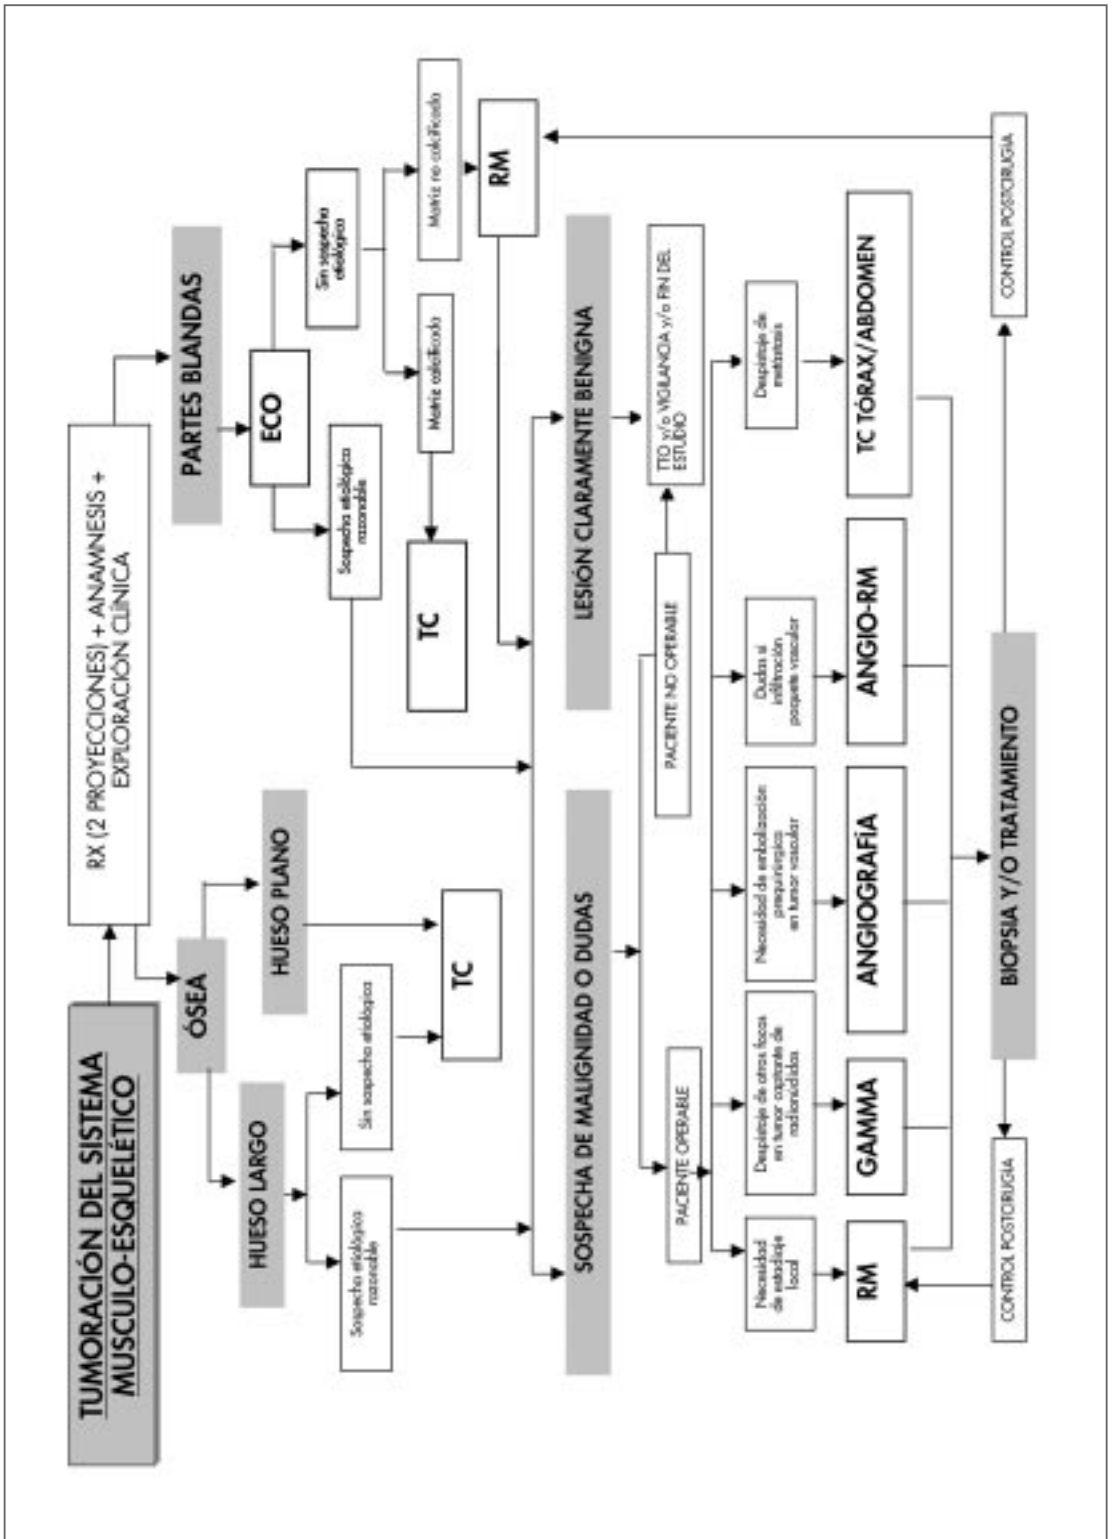 TUMORACIÓN DEL SISTEMA
MUSCULO-ESQUELÉTICO
RX (2 PROYECCIONES) + ANAMNESIS +
EXPLORACIÓN CLÍNICA
ÓSEA
PARTES BLANDAS
HUESO LARGO
HUESO PLANO
ECO
Sospecha etiológica
razonable
Sin sospecha etiológica
Sospecha etiológica
razonable
Sin sospecha
etiológica
TC
TC
Matriz calcificada
Matriz no calcificada
RM
SOSPECHA DE MALIGNIDAD O DUDAS
LESIÓN CLARAMENTE BENIGNA
PACIENTE OPERABLE
PACIENTE NO OPERABLE
TTO y/o VIGILANCIA y/o FIN DEL
ESTUDIO
Necesidad
de estadiaje
local
Despistaje de otros focos
en tumor captante de
radionúclidos
Necesidad de embolización
prequirúrgica
en tumor vascular
Dudas si
infiltración
paquete vascular
Despistaje de
metástasis
RM
GAMMA
ANGIOGRAFÍA
ANGIO-RM
TC TÓRAX/ABDOMEN
BIOPSIA Y/O TRATAMIENTO
CONTROL POSTCIRUGÍA
CONTROL POSTCIRUGÍA